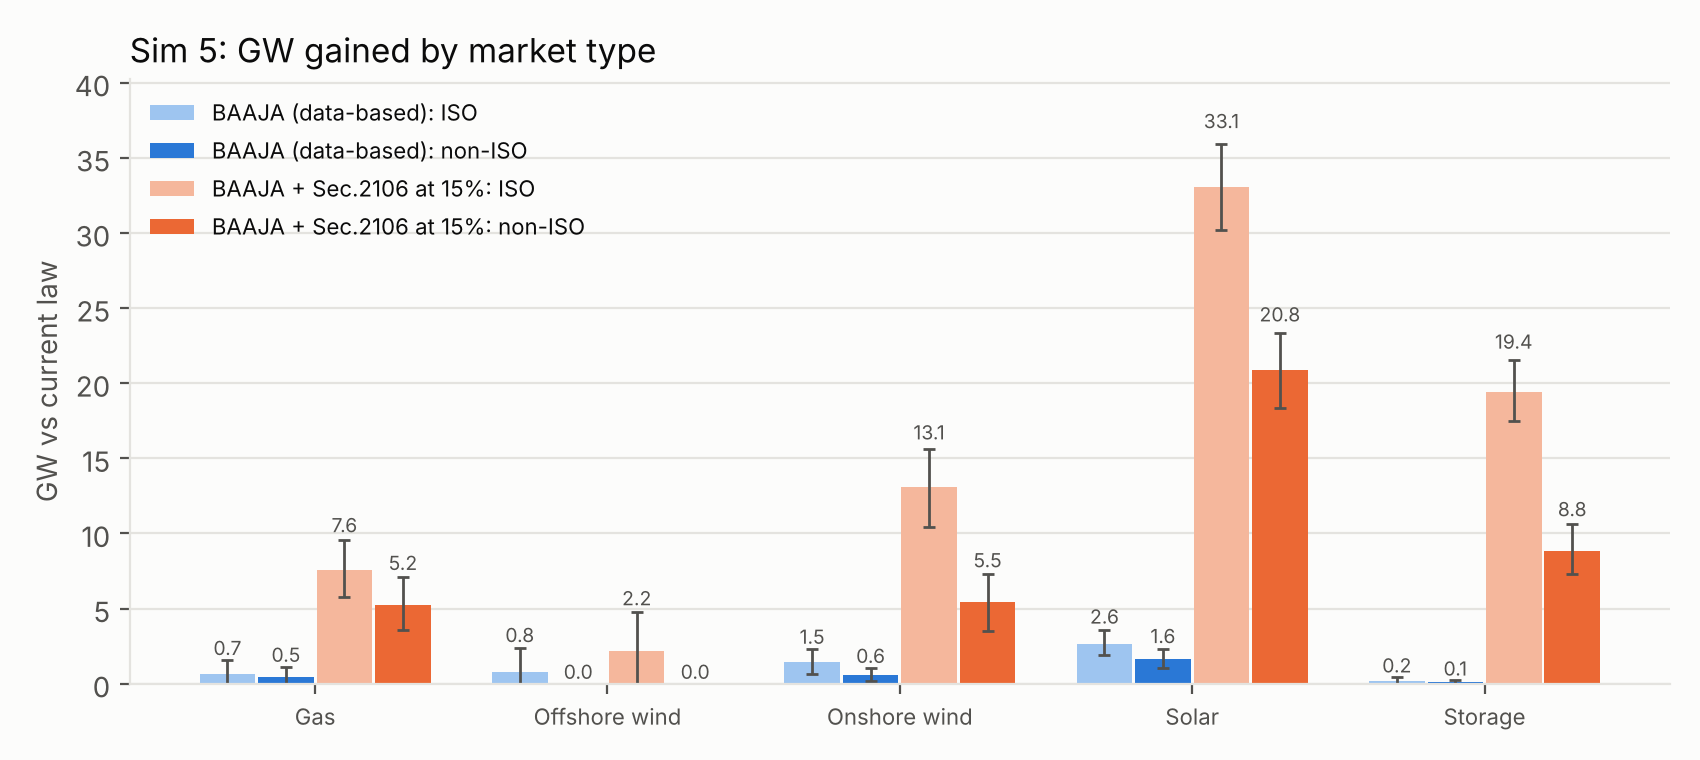 Sim 5: GW gained by market type
BAAJA (data-based): ISO
BAAJA (data-based): non-ISO
BAAJA + Sec.2106 at 15%: ISO
BAAJA + Sec.2106 at 15%: non-ISO
GW vs current law
40
35
30
25
20
15
10
5
0
0.7
0.5
7.6
5.2
0.8
0.0
2.2
0.0
1.5
0.6
13.1
5.5
2.6
1.6
33.1
20.8
0.2
0.1
19.4
8.8
Gas
Offshore wind
Onshore wind
Solar
Storage